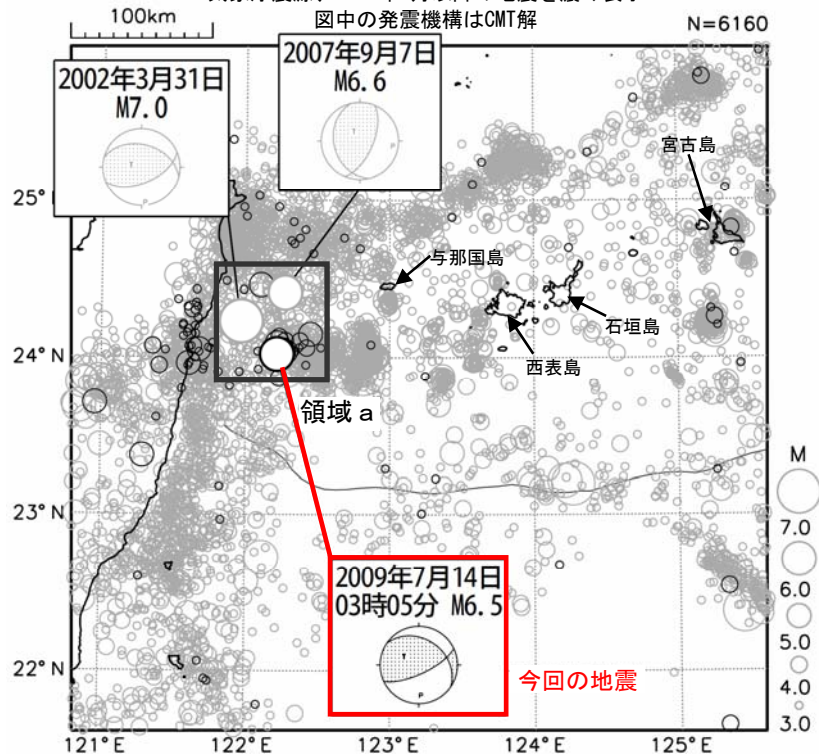 図中の発震機構はCMT解
100km
N=6160
2002年3月31日
M7.0
T
P
2007年9月7日
M6.6
T
P
宮古島
25°
与那国島
石垣島
西表島
24°N
領域a
23°N
M
7.0
6.0
5.0
4.0
3.0
2009年7月14日
03時05分 M6.5
T
P
今回の地震
22°N
121°E
122°E
123°E
124°E
125°E